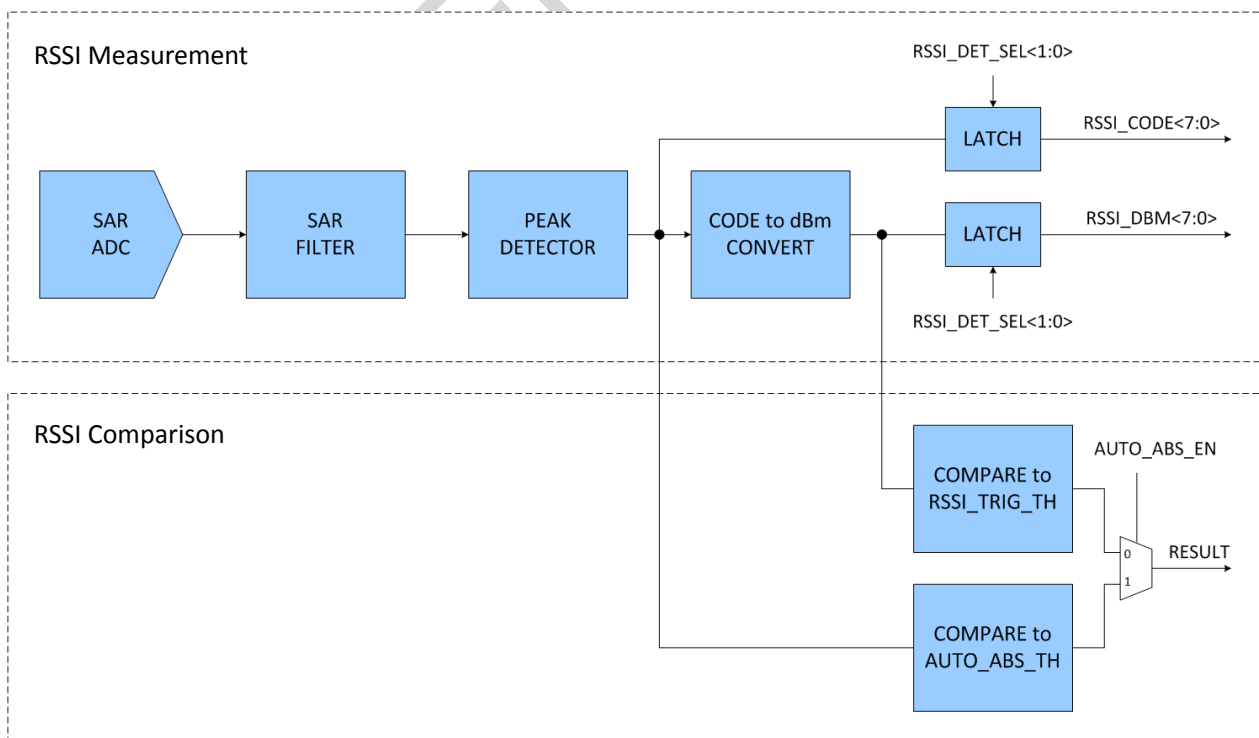 RSSI Measurement
RSSI_DET_SEL<1:0>
LATCH
RSSI_CODE<7:0>
SAR
ADC
SAR
FILTER
PEAK
DETECTOR
CODE to dBm
CONVERT
LATCH
RSSI_DBM<7:0>
RSSI_DET_SEL<1:0>
RSSI Comparison
COMPARE to
RSSI_TRIG_TH
AUTO_ABS_EN
0
1
RESULT
COMPARE to
AUTO_ABS_TH